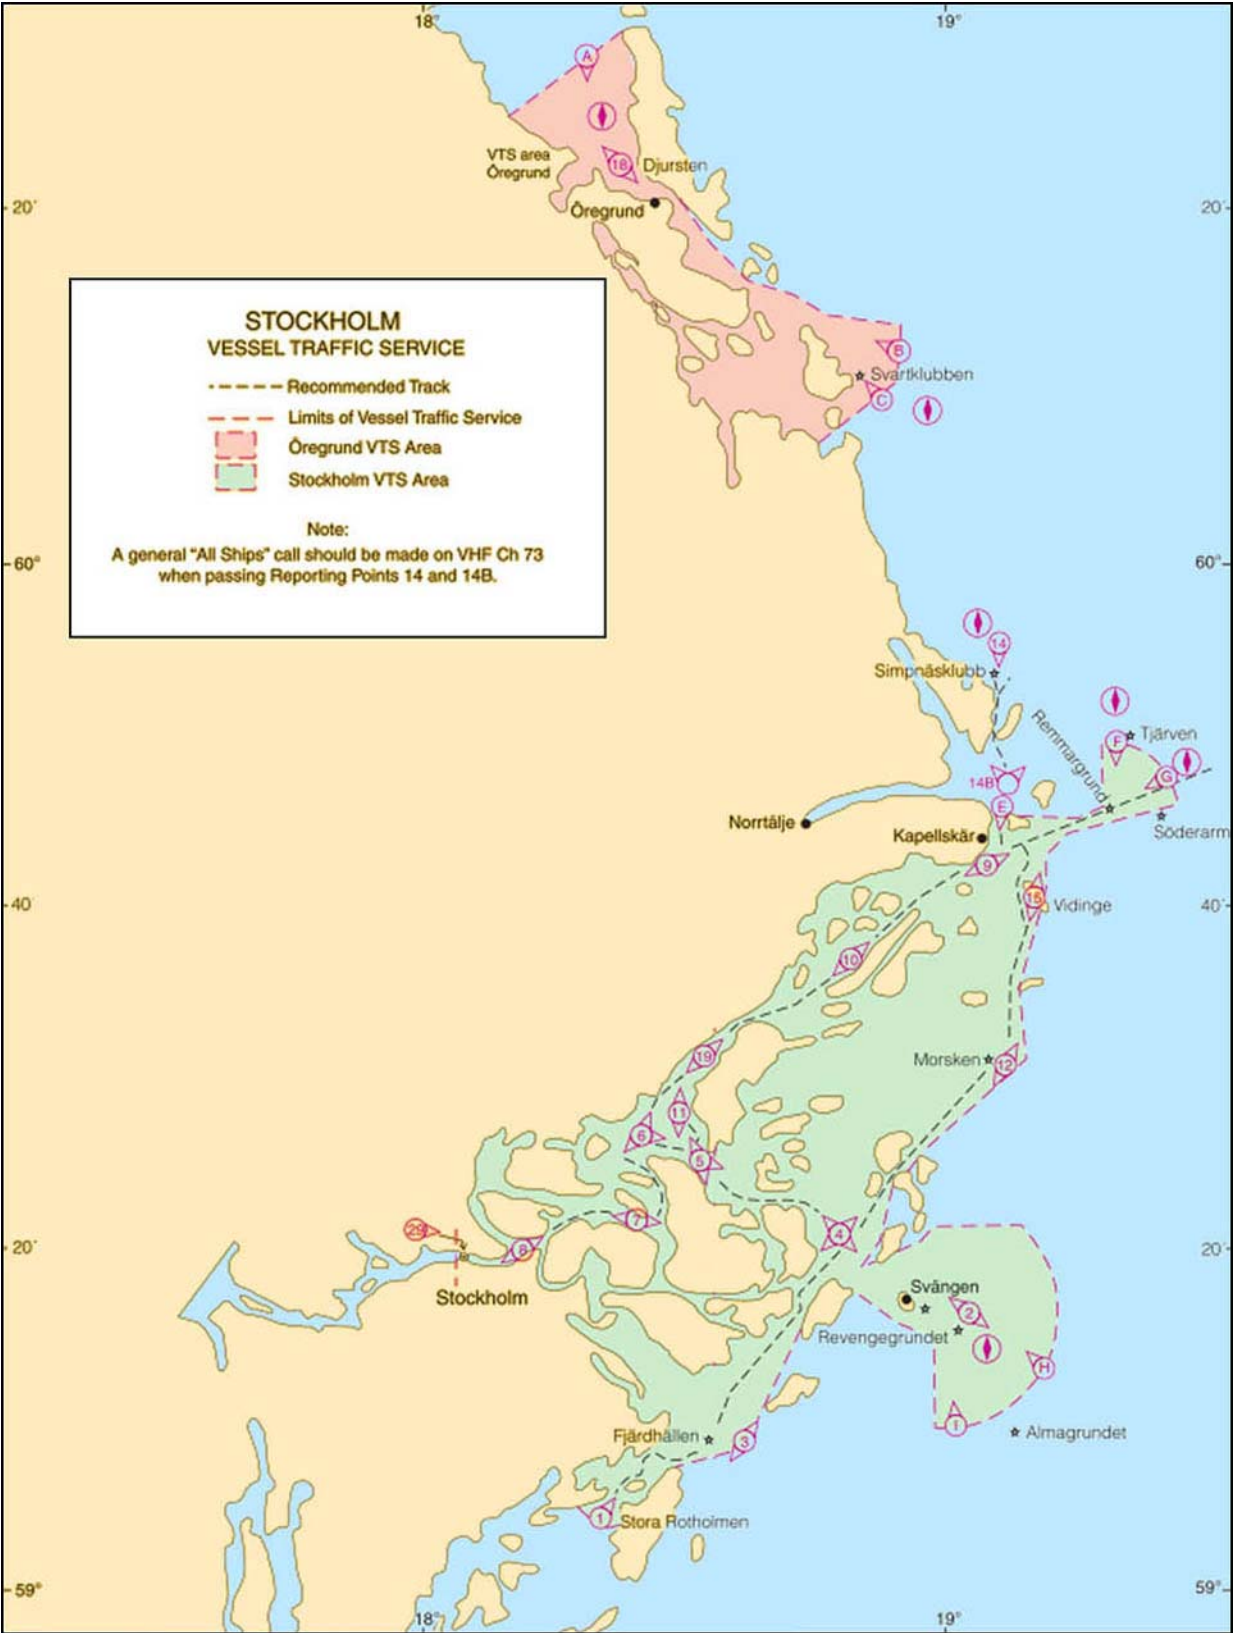 18°
19°
A
VTS area
Öregrund
18
Djursten
20′
20′
Öregrund
STOCKHOLM
VESSEL TRAFFIC SERVICE
Recommended Track
Limits of Vessel Traffic Service
Öregrund VTS Area
Stockholm VTS Area
Note:
A general “All Ships” call should be made on VHF Ch 73
when passing Reporting Points 14 and 14B.
B
Svartklubben
C
60°
60°
14
Simpnäsklubb
Remmargrund
F
Tjärven
14B
G
E
Norrtälje
Kapellskär
Söderarm
9
15
Vidinge
40′
40′
10
19
Morsken
12
11
6
5
7
4
20′
20′
8
Stockholm
Svängen
2
Revengegrundet
H
I
Almagrundet
Fjärdhällen
3
1
Stora Rotholmen
59°
59°
18°
19°